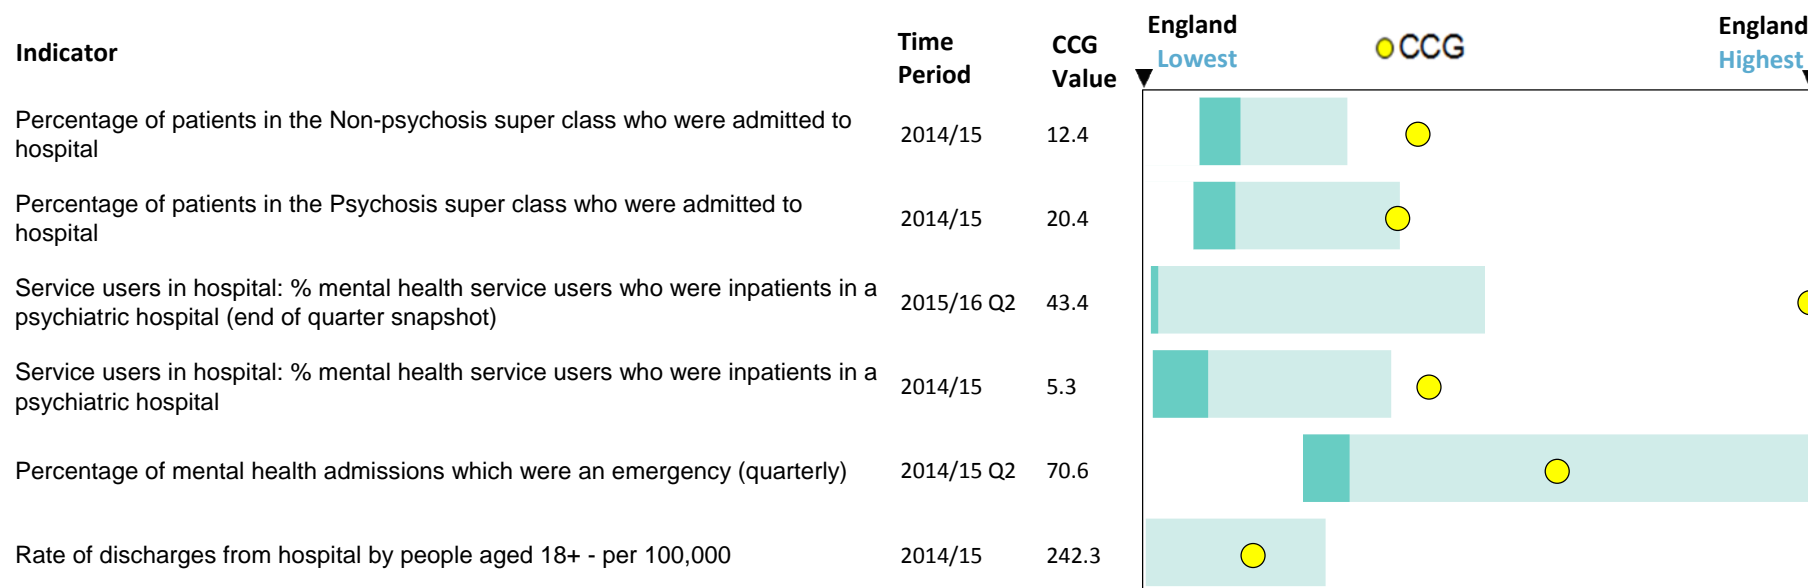 Indicator
Time Period
CCG Value
England Lowest
CCG
England Highest
Percentage of patients in the Non-psychosis super class who were admitted to
hospital
2014/15 12.4
Percentage of patients in the Psychosis super class who were admitted to
hospital
2014/15 20.4
Service users in hospital: % mental health service users who were inpatients in a
psychiatric hospital (end of quarter snapshot)
2015/16 Q2 43.4
Service users in hospital: % mental health service users who were inpatients in a
psychiatric hospital
2014/15 5.3
Percentage of mental health admissions which were an emergency (quarterly) 2014/15 Q2 70.6
Rate of discharges from hospital by people aged 18+ - per 100,000 2014/15 242.3